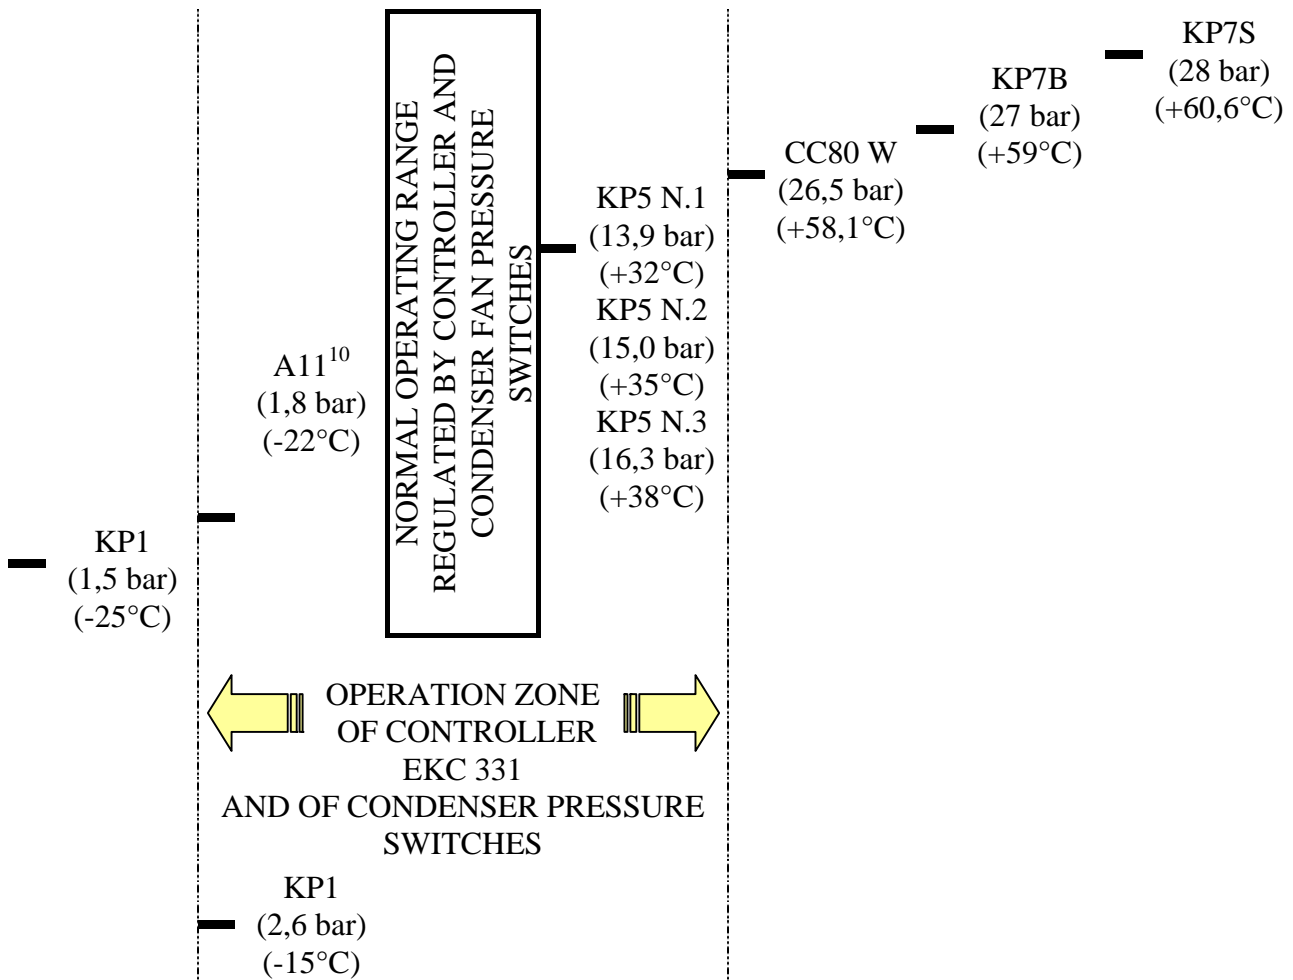 KP7S
(28 bar)
(+60,6°C)
KP7B
(27 bar)
(+59°C)
CC80 W
(26,5 bar)
(+58,1°C)
KP5 N.1
(13,9 bar)
(+32°C)
KP5 N.2
(15,0 bar)
(+35°C)
KP5 N.3
(16,3 bar)
(+38°C)
NORMAL OPERATING RANGE
REGULATED BY CONTROLLER AND
CONDENSER FAN PRESSURE
SWITCHES
A11¹⁰
(1,8 bar)
(-22°C)
KP1
(1,5 bar)
(-25°C)
OPERATION ZONE
OF CONTROLLER
EKC 331
AND OF CONDENSER PRESSURE
SWITCHES
KP1
(2,6 bar)
(-15°C)